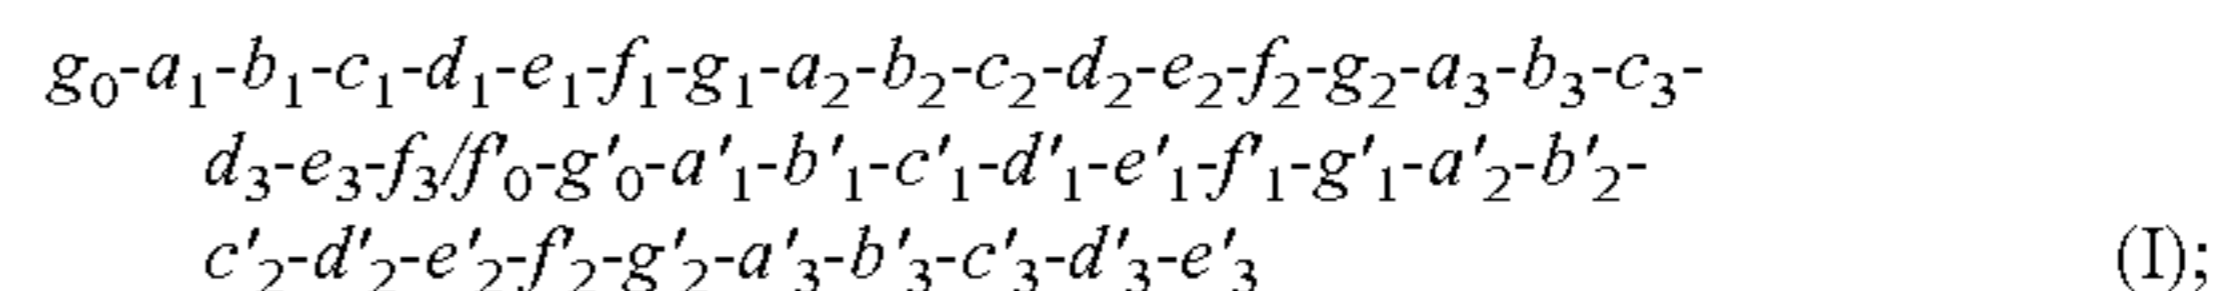 g₀-a₁-b₁-c₁-d₁-e₁-f₁-g₁-a₂-b₂-c₂-d₂-e₂-f₂-g₂-a₃-b₃-c₃-
d₃-e₃-f₃/f'₀-g'₀-a'₁-b'₁-c'₁-d'₁-e'₁-f'₁-g'₁-a'₂-b'₂-
c'₂-d'₂-e'₂-f'₂-g'₂-a'₃-b'₃-c'₃-d'₃-e'₃ (I);